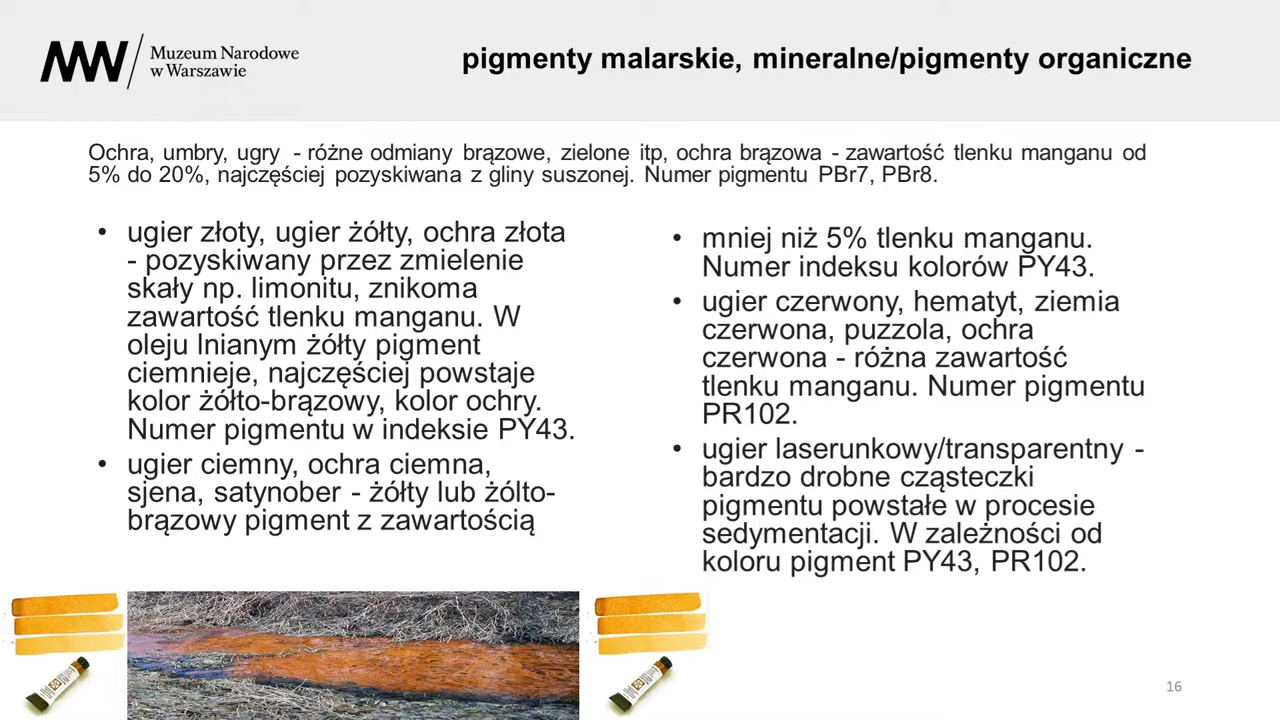 Muzeum Narodowe
w Warszawie
pigmenty malarskie, mineralne/pigmenty organiczne
Ochra, umbry, ugry - różne odmiany brązowe, zielone itp, ochra brązowa - zawartość tlenku manganu od
5% do 20%, najczęściej pozyskiwana z gliny suszonej. Numer pigmentu PBr7, PBr8.
• ugier złoty, ugier żółty, ochra złota
- pozyskiwany przez zmielenie
skały np. limonitu, znikoma
zawartość tlenku manganu. W
oleju lnianym żółty pigment
ciemnieje, najczęściej powstaje
kolor żółto-brązowy, kolor ochry.
Numer pigmentu w indeksie PY43.
• ugier ciemny, ochra ciemna,
sjena, satynober - żółty lub żólto-
brązowy pigment z zawartością
• mniej niż 5% tlenku manganu.
Numer indeksu kolorów PY43.
• ugier czerwony, hematyt, ziemia
czerwona, puzzola, ochra
czerwona - różna zawartość
tlenku manganu. Numer pigmentu
PR102.
• ugier laserunkowy/transparentny -
bardzo drobne cząsteczki
pigmentu powstałe w procesie
sedymentacji. W zależności od
koloru pigment PY43, PR102.
16